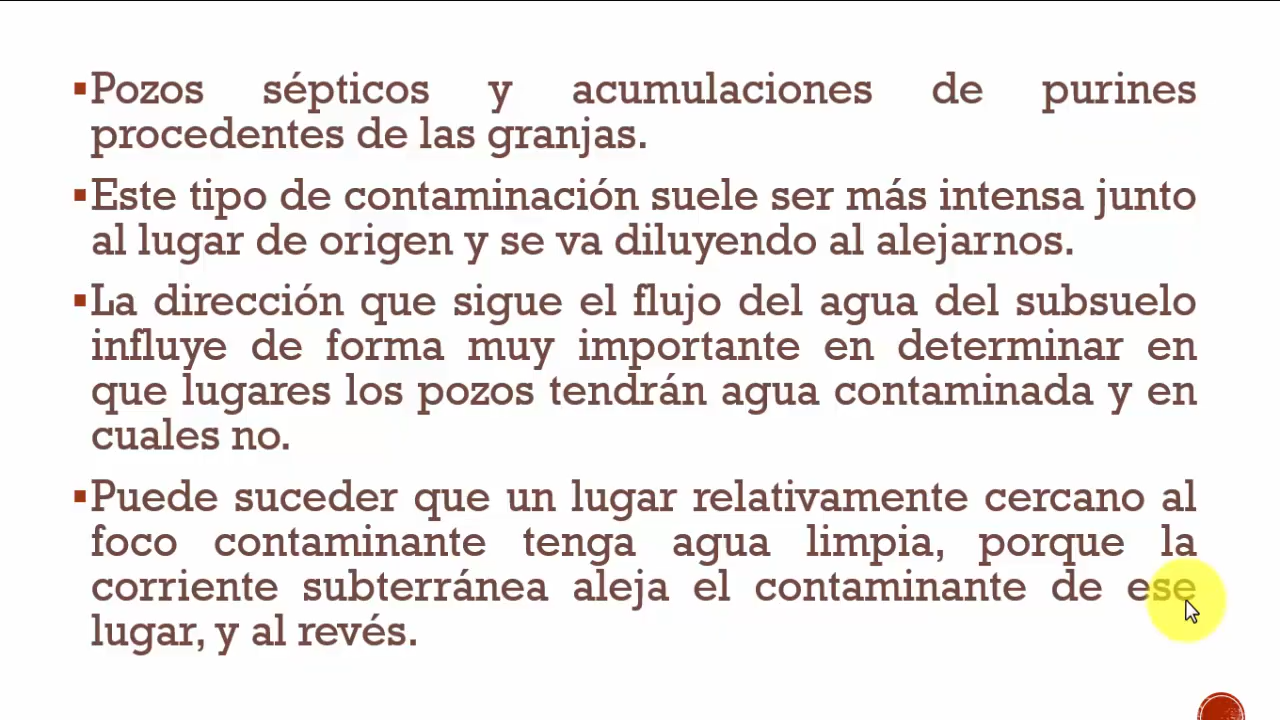 ▪Pozos sépticos y acumulaciones de purines
procedentes de las granjas.
▪Este tipo de contaminación suele ser más intensa junto
al lugar de origen y se va diluyendo al alejarnos.
▪La dirección que sigue el flujo del agua del subsuelo
influye de forma muy importante en determinar en
que lugares los pozos tendrán agua contaminada y en
cuales no.
▪Puede suceder que un lugar relativamente cercano al
foco contaminante tenga agua limpia, porque la
corriente subterránea aleja el contaminante de ese
lugar, y al revés.